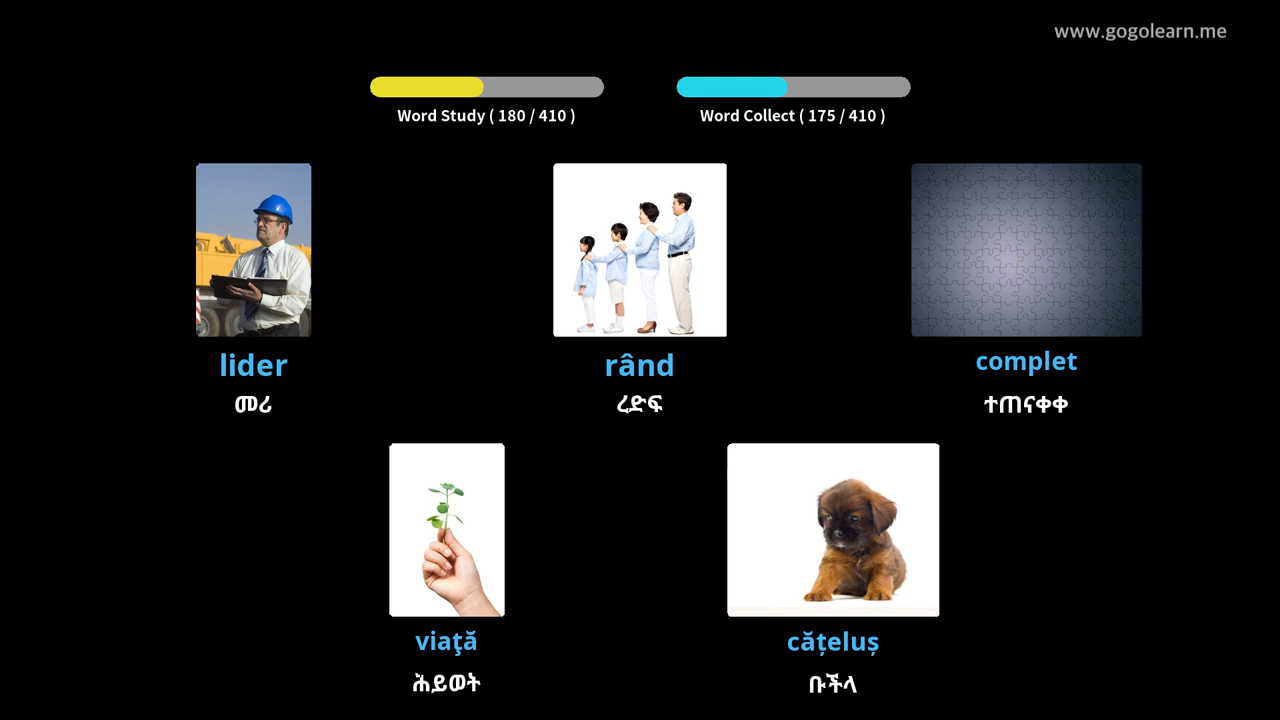 www.gogolearn.me
Word Study ( 180 / 410 )
Word Collect ( 175 / 410 )
lider
rând
complet
መሪ
ረድፍ
ተጠናቀቀ
viaţă
cățeluș
ሕይወት
ቡችላ